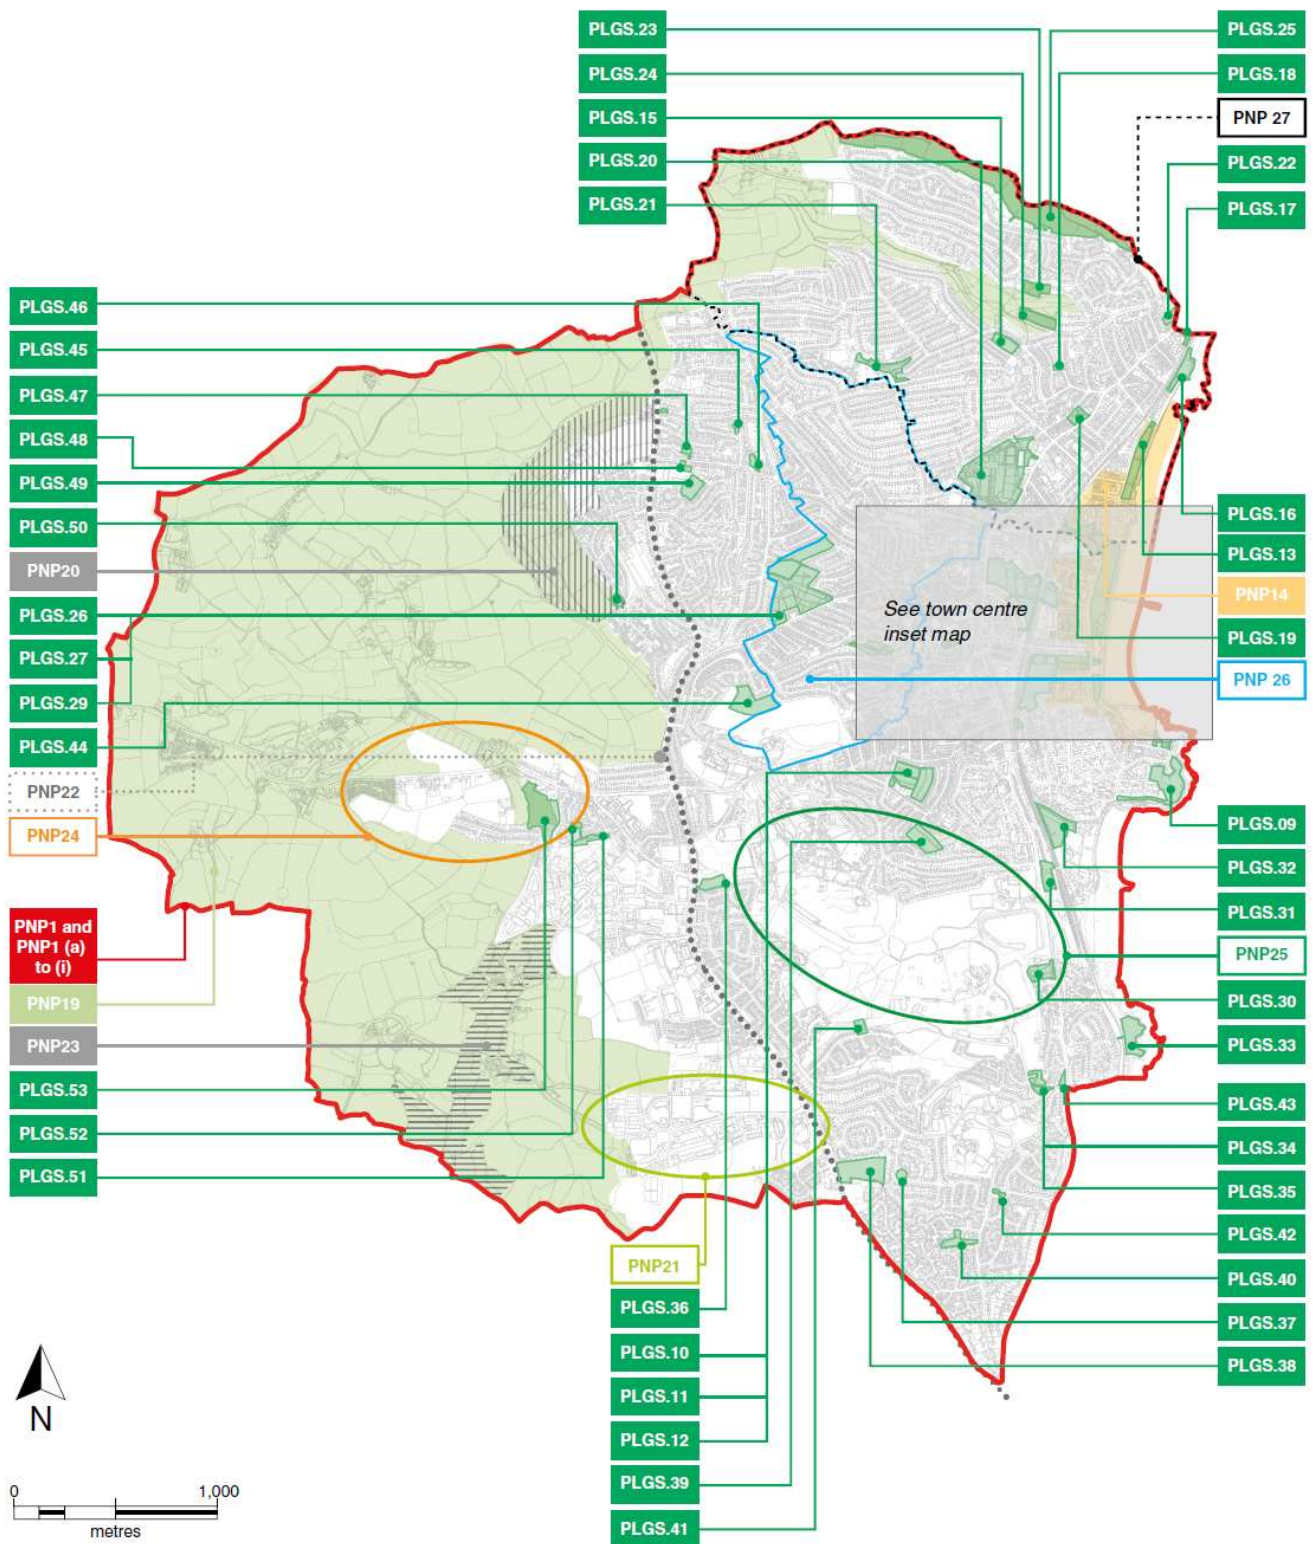 PLGS.23
PLGS.24
PLGS.15
PLGS.20
PLGS.21
PLGS.25
PLGS.18
PNP 27
PLGS.22
PLGS.17
PLGS.46
PLGS.45
PLGS.47
PLGS.48
PLGS.49
PLGS.50
PNP20
PLGS.26
PLGS.27
PLGS.29
PLGS.44
PNP22
PNP24
PNP1 and
PNP1 (a)
to (i)
PNP19
PNP23
PLGS.53
PLGS.52
PLGS.51
See town centre
inset map
PLGS.16
PLGS.13
PNP14
PLGS.19
PNP 26
PLGS.09
PLGS.32
PLGS.31
PNP25
PLGS.30
PLGS.33
PLGS.43
PLGS.34
PLGS.35
PLGS.42
PLGS.40
PLGS.37
PLGS.38
PNP21
PLGS.36
PLGS.10
PLGS.11
PLGS.12
PLGS.39
PLGS.41
N
0 1,000
metres